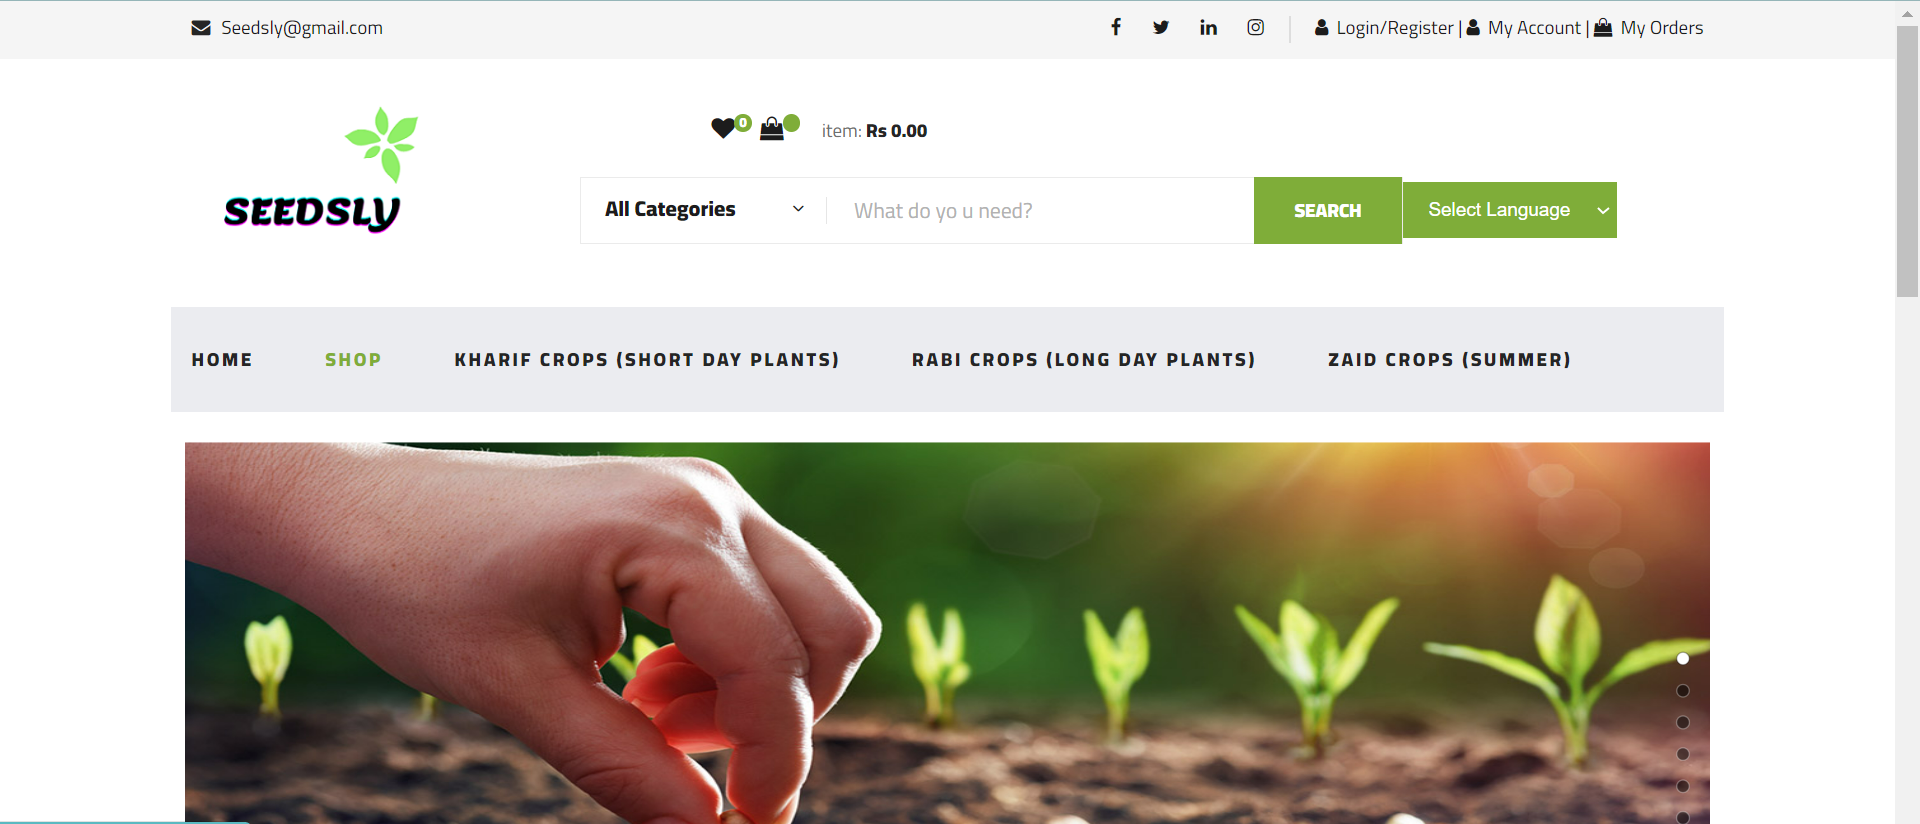 Seedsly@gmail.com
Login/Register | My Account | My Orders
0
item: Rs 0.00
SEEDSLY
All Categories
What do yo u need?
SEARCH
Select Language
HOME
SHOP
KHARIF CROPS (SHORT DAY PLANTS)
RABI CROPS (LONG DAY PLANTS)
ZAID CROPS (SUMMER)